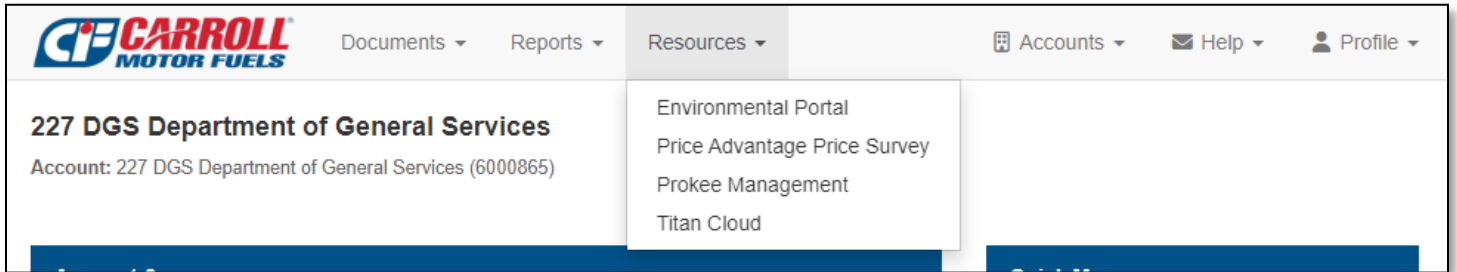 CARROLL
MOTOR FUELS
Documents Reports Resources Accounts Help Profile
227 DGS Department of General Services
Account: 227 DGS Department of General Services (6000865)
Environmental Portal
Price Advantage Price Survey
Prokee Management
Titan Cloud